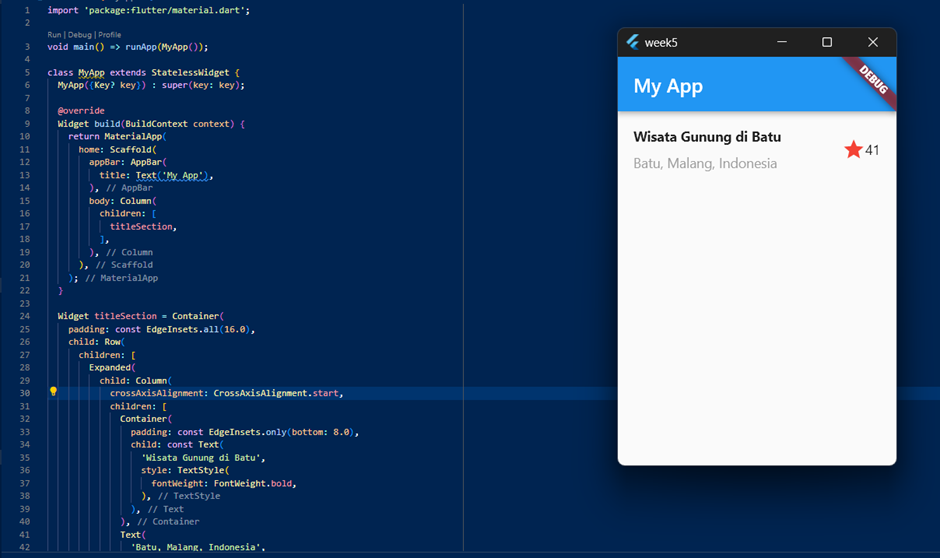 1 import 'package:flutter/material.dart';
2
Run | Debug | Profile
3 void main() => runApp(MyApp());
4
5 class MyApp extends StatelessWidget {
6 MyApp({Key? key}) : super(key: key);
7
8 @override
9 Widget build(BuildContext context) {
10 return MaterialApp(
11 home: Scaffold(
12 appBar: AppBar(
13 title: Text('My App'),
14 ), // AppBar
15 body: Column(
16 children: [
17 titleSection,
18 ],
19 ), // Column
20 ), // Scaffold
21 ); // MaterialApp
22 }
23
24 Widget titleSection = Container(
25 padding: const EdgeInsets.all(16.0),
26 child: Row(
27 children: [
28 Expanded(
29 child: Column(
30 crossAxisAlignment: CrossAxisAlignment.start,
31 children: [
32 Container(
33 padding: const EdgeInsets.only(bottom: 8.0),
34 child: const Text(
35 'Wisata Gunung di Batu',
36 style: TextStyle(
37 fontWeight: FontWeight.bold,
38 ), // TextStyle
39 ), // Text
40 ), // Container
41 Text(
42 'Batu, Malang, Indonesia',
week5
My App
DEBUG
Wisata Gunung di Batu
41
Batu, Malang, Indonesia